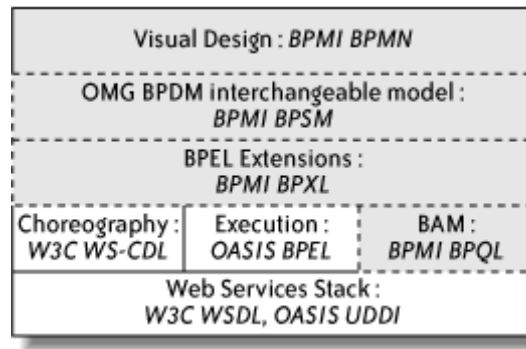 Visual Design : BPMI BPMN
OMG BPDM interchangeable model :
BPMI BPSM
BPEL Extensions :
BPMI BPXL
Choreography :
W3C WS-CDL
Execution :
OASIS BPEL
BAM :
BPMI BPQL
Web Services Stack :
W3C WSDL, OASIS UDDI